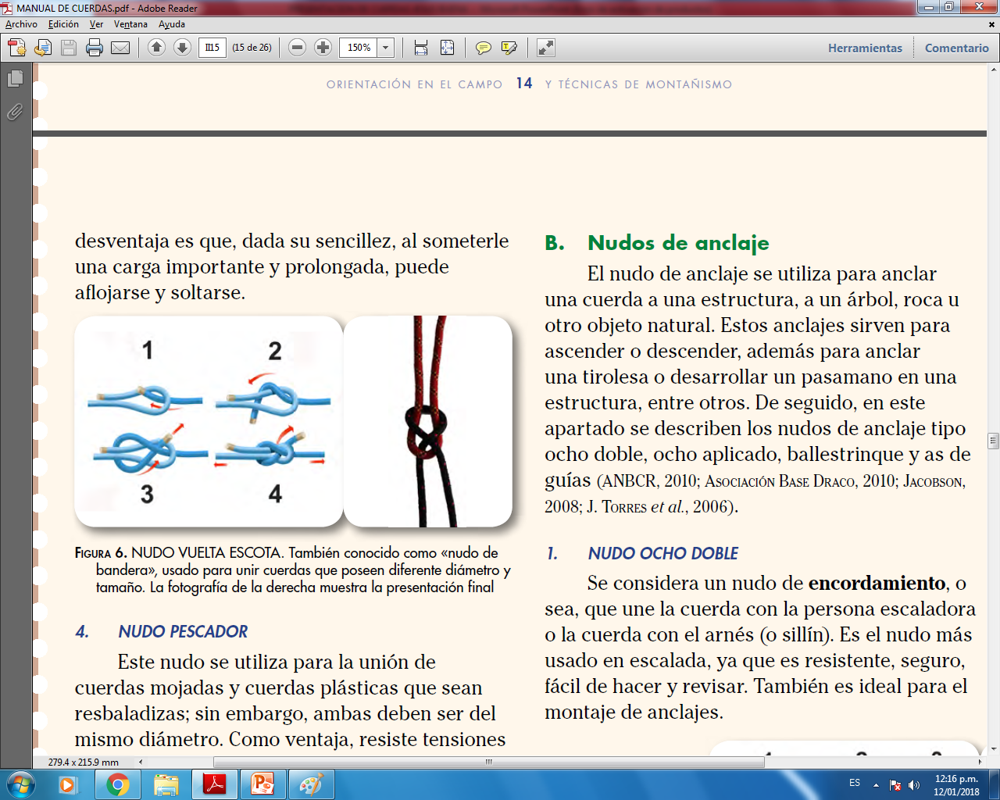 MANUAL DE CUERDAS.pdf - Adobe Reader
Archivo Edición Ver Ventana Ayuda
II15 (15 de 26) 150% Herramientas Comentario
ORIENTACIÓN EN EL CAMPO 14 Y TÉCNICAS DE MONTAÑISMO
desventaja es que, dada su sencillez, al someterle
una carga importante y prolongada, puede
aflojarse y soltarse.
1
2
3
4
FIGURA 6. NUDO VUELTA ESCOTA. También conocido como «nudo de
bandera», usado para unir cuerdas que poseen diferente diámetro y
tamaño. La fotografía de la derecha muestra la presentación final
4. NUDO PESCADOR
Este nudo se utiliza para la unión de
cuerdas mojadas y cuerdas plásticas que sean
resbaladizas; sin embargo, ambas deben ser del
mismo diámetro. Como ventaja, resiste tensiones
B. Nudos de anclaje
El nudo de anclaje se utiliza para anclar
una cuerda a una estructura, a un árbol, roca u
otro objeto natural. Estos anclajes sirven para
ascender o descender, además para anclar
una tirolesa o desarrollar un pasamano en una
estructura, entre otros. De seguido, en este
apartado se describen los nudos de anclaje tipo
ocho doble, ocho aplicado, ballestrinque y as de
guías (ANBCR, 2010; ASOCIACIÓN BASE DRACO, 2010; JACOBSON,
2008; J. TORRES et al., 2006).
1. NUDO OCHO DOBLE
Se considera un nudo de encordamiento, o
sea, que une la cuerda con la persona escaladora
o la cuerda con el arnés (o sillín). Es el nudo más
usado en escalada, ya que es resistente, seguro,
fácil de hacer y revisar. También es ideal para el
montaje de anclajes.
279.4 x 215.9 mm
ES
12:16 p.m.
12/01/2018